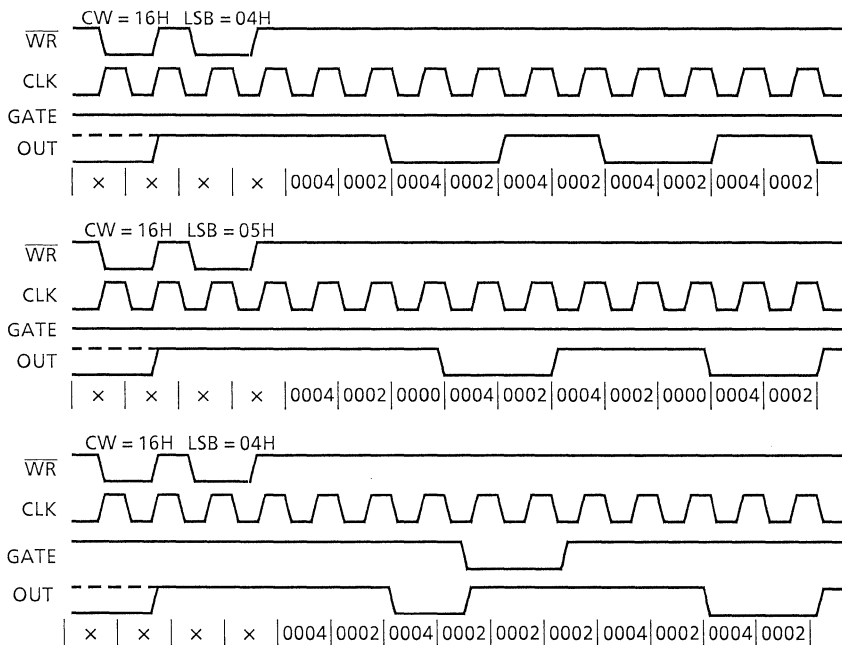 CW = 16H LSB = 04H
WR
CLK
GATE
OUT
× × × × 0004 0002 0004 0002 0004 0002 0004 0002 0004 0002
CW = 16H LSB = 05H
WR
CLK
GATE
OUT
× × × × 0004 0002 0000 0004 0002 0004 0002 0000 0004 0002
CW = 16H LSB = 04H
WR
CLK
GATE
OUT
× × × × 0004 0002 0004 0002 0002 0002 0004 0002 0004 0002